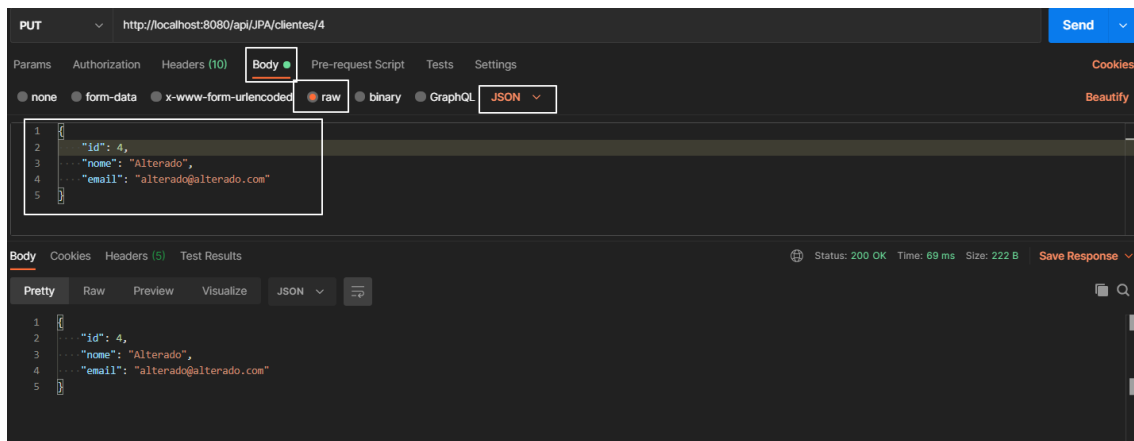 PUT http://localhost:8080/api/JPA/clientes/4 Send
Params Authorization Headers (10) Body Pre-request Script Tests Settings Cookies
none form-data x-www-form-urlencoded raw binary GraphQL JSON Beautify
1 {
2 "id": 4,
3 "nome": "Alterado",
4 "email": "alterado@alterado.com"
5 }
Body Cookies Headers (5) Test Results Status: 200 OK Time: 69 ms Size: 222 B Save Response
Pretty Raw Preview Visualize JSON
1 {
2 "id": 4,
3 "nome": "Alterado",
4 "email": "alterado@alterado.com"
5 }